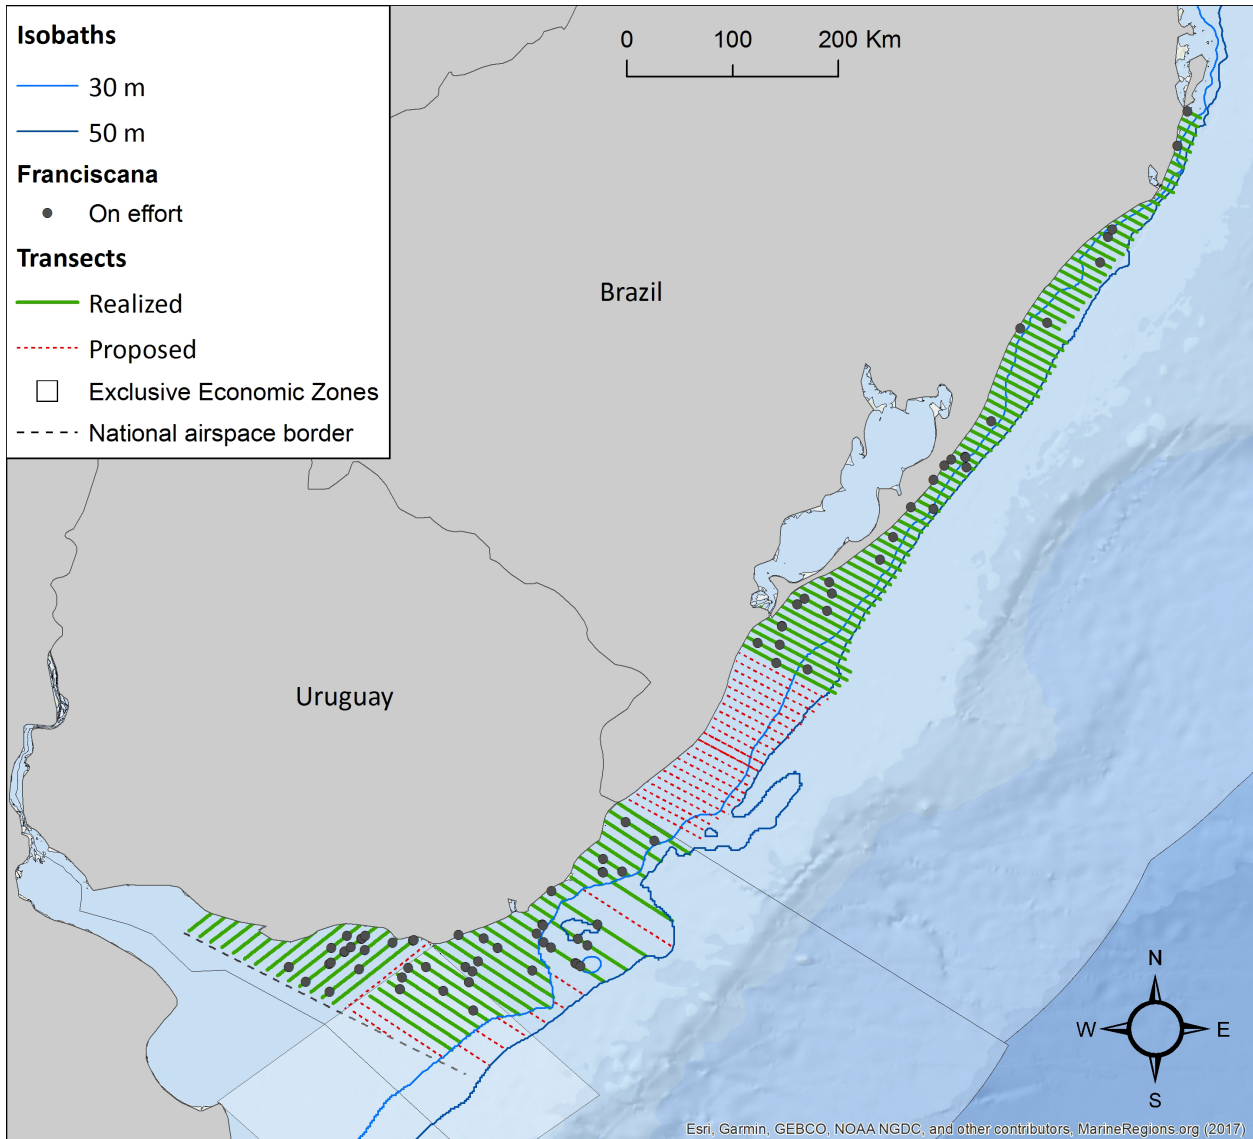 Isobaths
30 m
50 m
Franciscana
On effort
Transects
Realized
Proposed
Exclusive Economic Zones
National airspace border
0 100 200 Km
Brazil
Uruguay
N
W E
S
Esri, Garmin, GEBCO, NOAA NGDC, and other contributors, MarineRegions.org (2017)